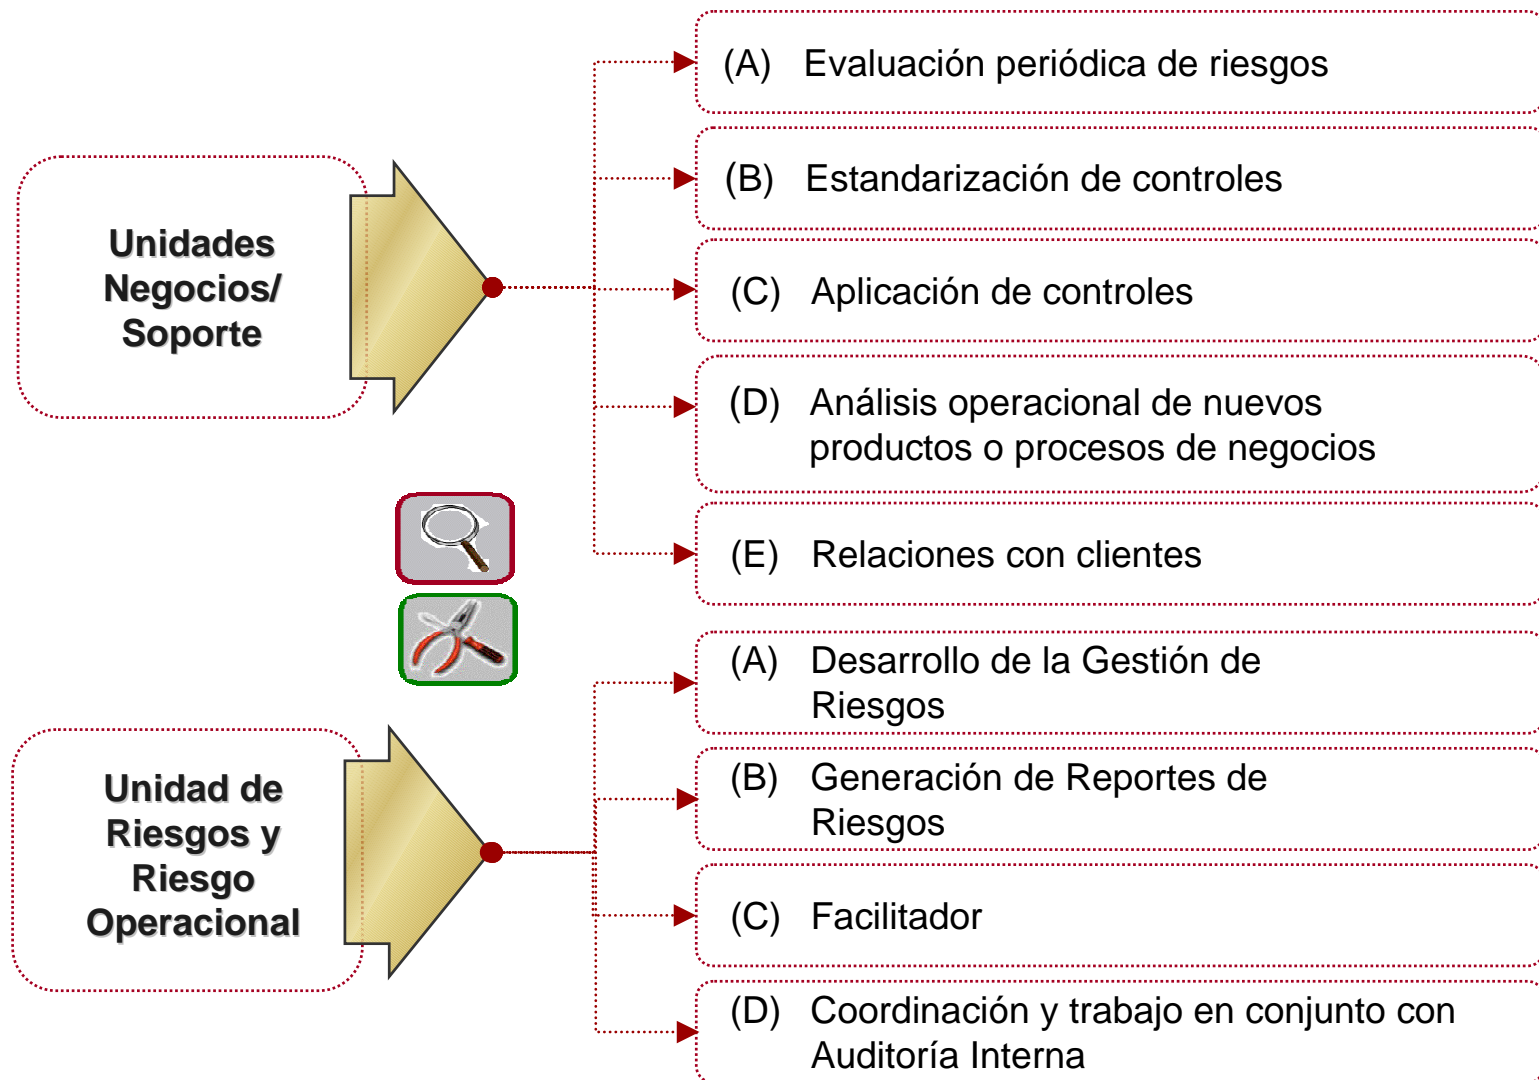 Unidades
Negocios/
Soporte
(A) Evaluación periódica de riesgos
(B) Estandarización de controles
(C) Aplicación de controles
(D) Análisis operacional de nuevos
productos o procesos de negocios
(E) Relaciones con clientes
Unidad de
Riesgos y
Riesgo
Operacional
(A) Desarrollo de la Gestión de
Riesgos
(B) Generación de Reportes de
Riesgos
(C) Facilitador
(D) Coordinación y trabajo en conjunto con
Auditoría Interna